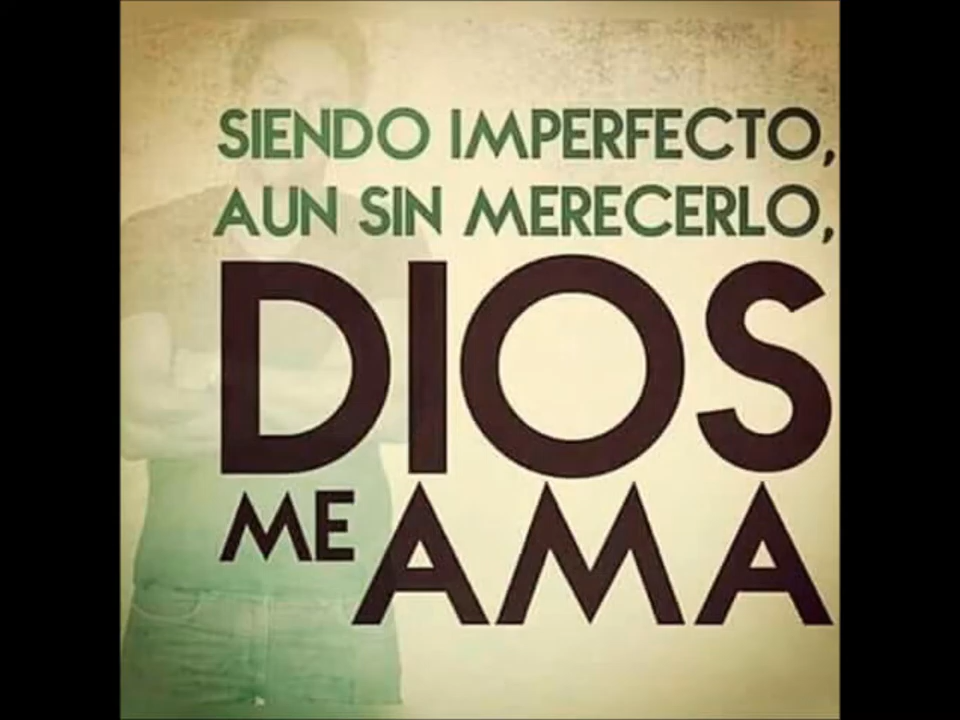 SIENDO IMPERFECTO,
AUN SIN MERECERLO,
DIOS
ME AMA